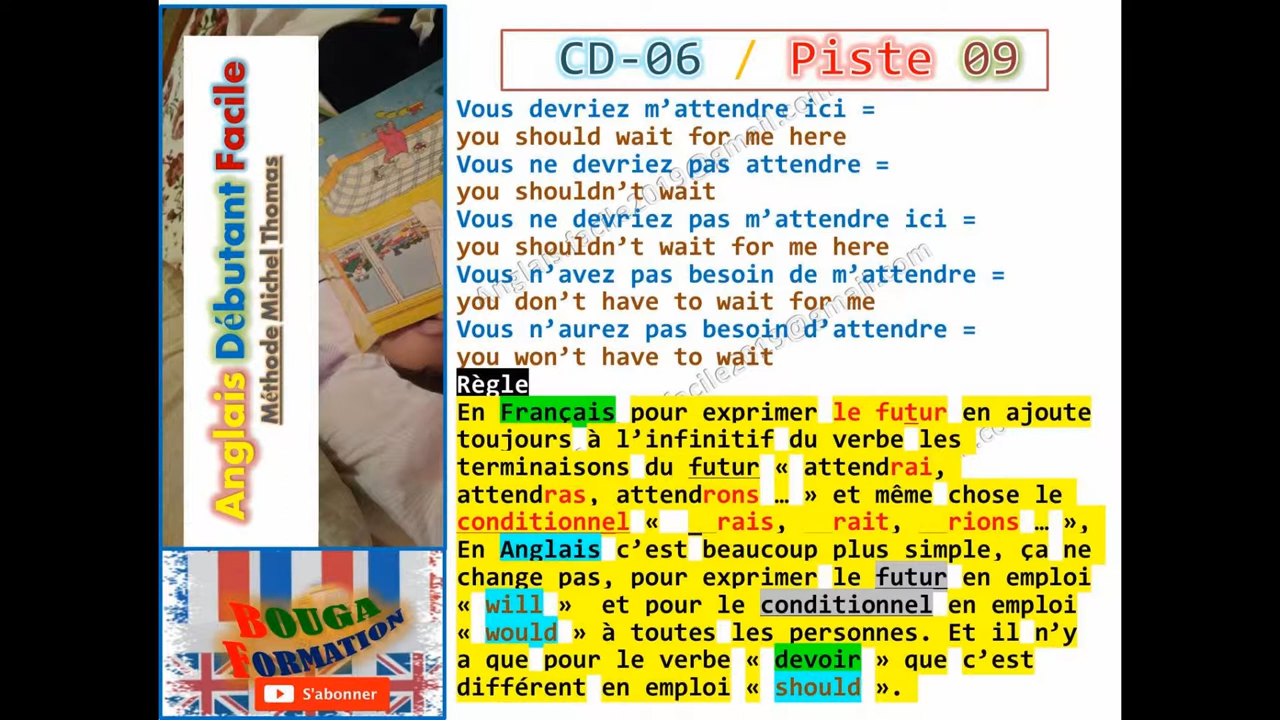 CD-06 / Piste 09
Vous devriez m’attendre ici =
you should wait for me here
Vous ne devriez pas attendre =
you shouldn’t wait
Vous ne devriez pas m’attendre ici =
you shouldn’t wait for me here
Vous n’avez pas besoin de m’attendre =
you don’t have to wait for me
Vous n’aurez pas besoin d’attendre =
you won’t have to wait
Règle
En Français pour exprimer le futur en ajoute
toujours à l’infinitif du verbe les
terminaisons du futur « attendrai,
attendras, attendrons … » et même chose le
conditionnel « __rais, __rait, __rions … »,
En Anglais c’est beaucoup plus simple, ça ne
change pas, pour exprimer le futur en emploi
« will » et pour le conditionnel en emploi
« would » à toutes les personnes. Et il n’y
a que pour le verbe « devoir » que c’est
différent en emploi « should ».
Anglais Débutant Facile
Méthode Michel Thomas
BOUGA
FORMATION
S'abonner